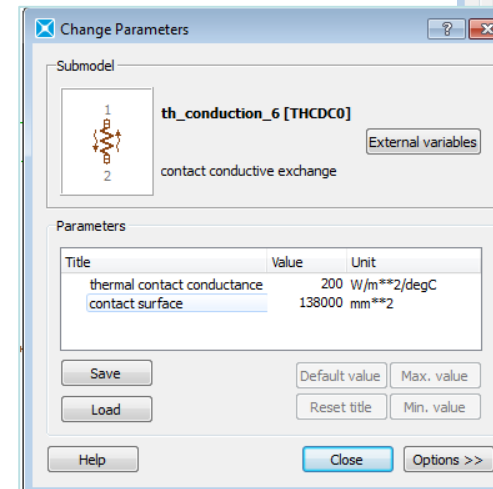 Change Parameters
?
Submodel
1
2
th_conduction_6 [THCDC0]
External variables
contact conductive exchange
Parameters
Title Value Unit
thermal contact conductance 200 W/m**2/degC
contact surface 138000 mm**2
Save
Default value Max. value
Load
Reset title Min. value
Help Close Options >>